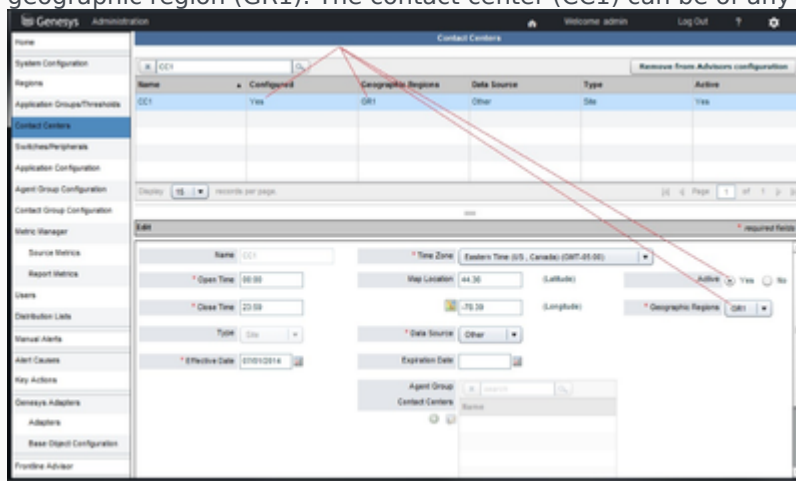 geographic region (GR1). The contact center (CC1) can be of any
Genesys Administration Welcome admin Log Out ?
Contact Centers
Home
System Configuration
Regions
Application Groups/Thresholds
Contact Centers
Switches/Peripherals
Application Configuration
Agent Group Configuration
Contact Group Configuration
Metric Manager
Source Metrics
Report Metrics
Users
Distribution Lists
Manual Alerts
Alert Causes
Key Actions
Genesys Adapters
Adapters
Base Object Configuration
Frontline Advisor
CC1 Remove from Advisors configuration
Name Configured Geographic Regions Data Source Type Active
CC1 Yes GR1 Other Site Yes
Display 15 records per page. Page 1 of 1
Edit * required fields
Name CC1 * Time Zone Eastern Time (US , Canada) (GMT-05:00)
* Open Time 00:00 Map Location 44.36 (Latitude) Active Yes No
* Close Time 23:59 -78.39 (Longitude) * Geographic Regions GR1
Type Site * Data Source Other
* Effective Date 07/01/2014 Expiration Date
Agent Group search
Contact Centers Name